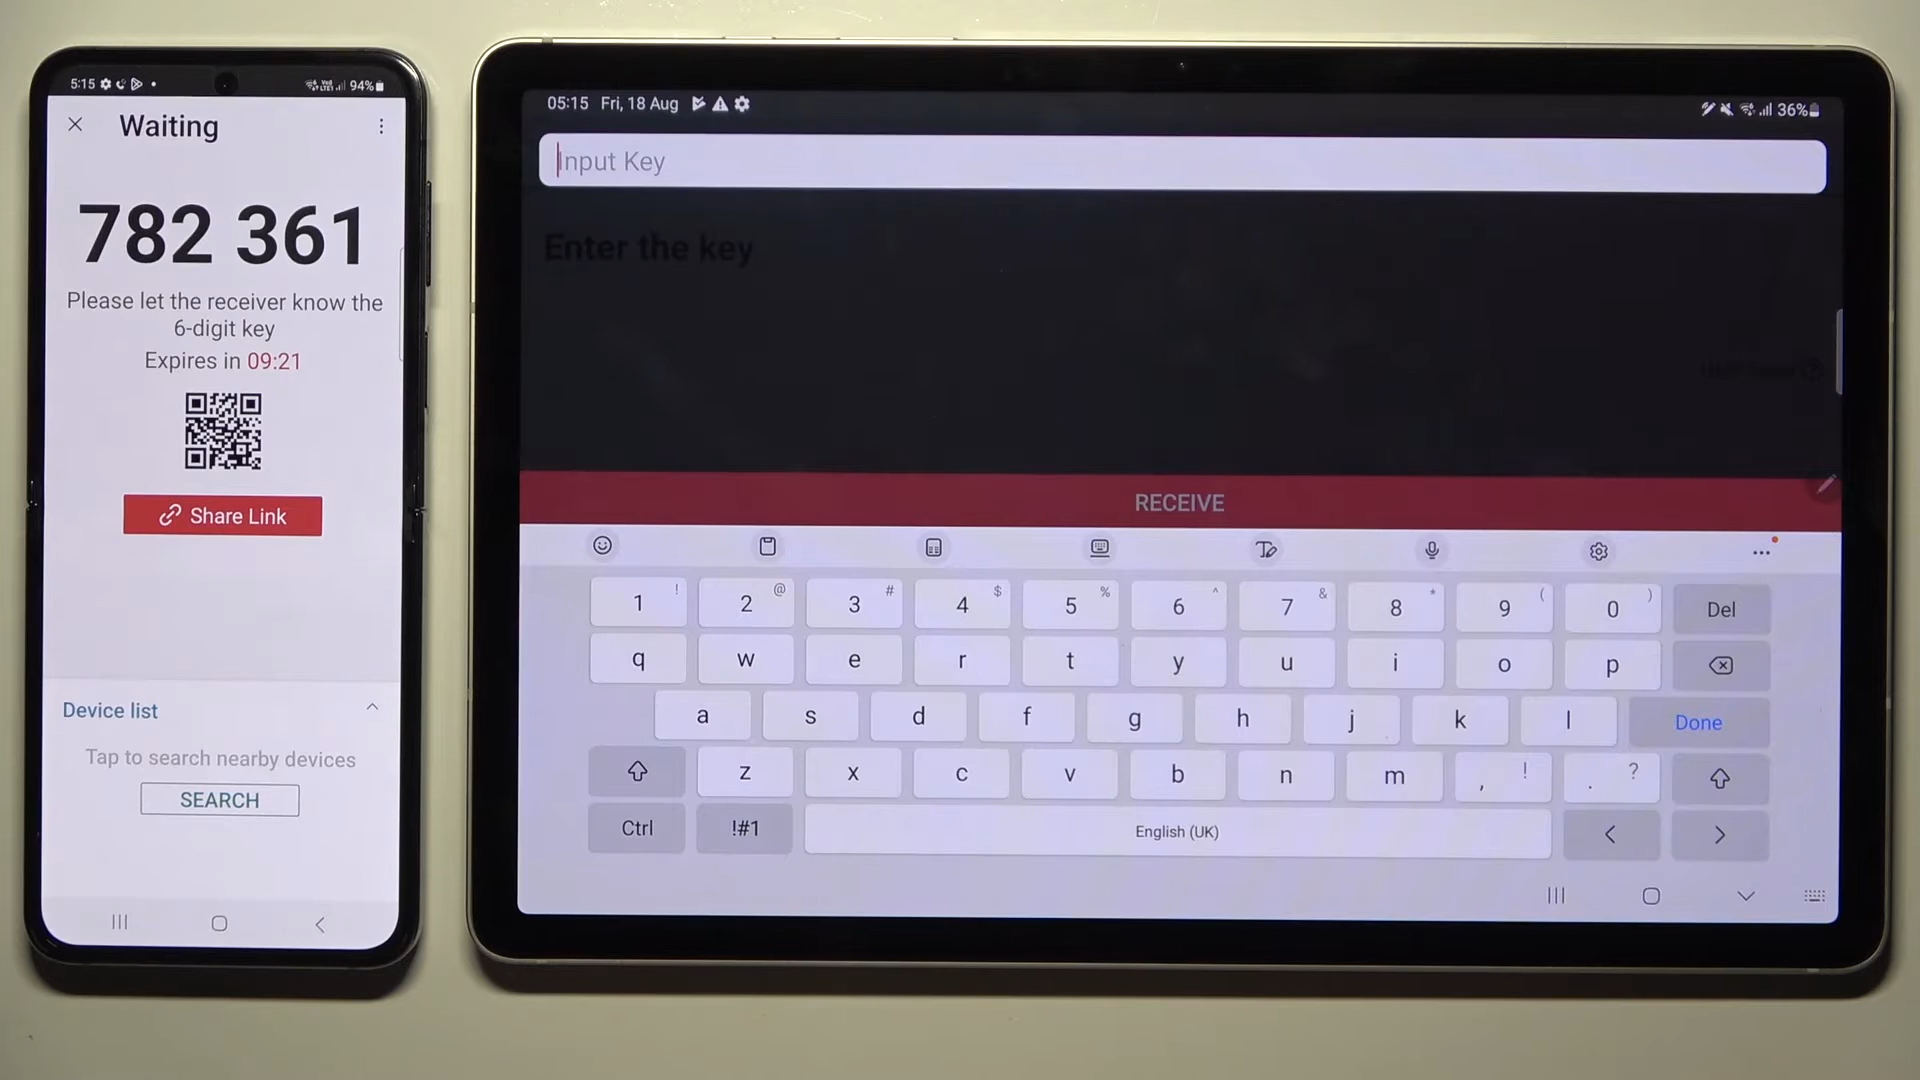 5:15
94%
Waiting
782 361
Please let the receiver know the
6-digit key
Expires in 09:21
Share Link
Device list
Tap to search nearby devices
SEARCH
05:15 Fri, 18 Aug
36%
Input Key
Enter the key
RECEIVE
1 ! 2 @ 3 # 4 $ 5 % 6 ^ 7 & 8 * 9 ( 0 ) Del
q w e r t y u i o p
a s d f g h j k l Done
z x c v b n m , ! . ?
Ctrl !#1 English (UK) < >